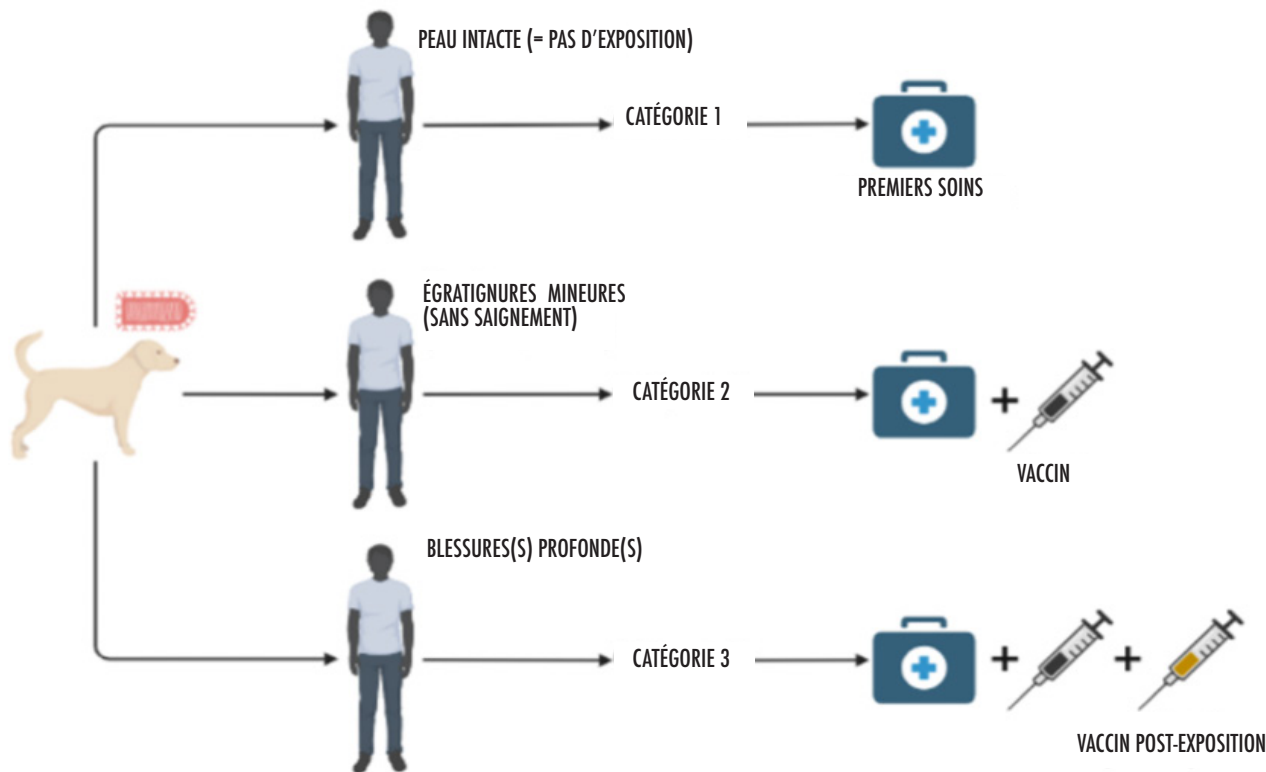 PEAU INTACTE (= PAS D'EXPOSITION)
CATÉGORIE 1
PREMIERS SOINS
ÉGRATIGNURES MINEURES
(SANS SAIGNEMENT)
CATÉGORIE 2
VACCIN
BLESSURES(S) PROFONDE(S)
CATÉGORIE 3
VACCIN POST-EXPOSITION